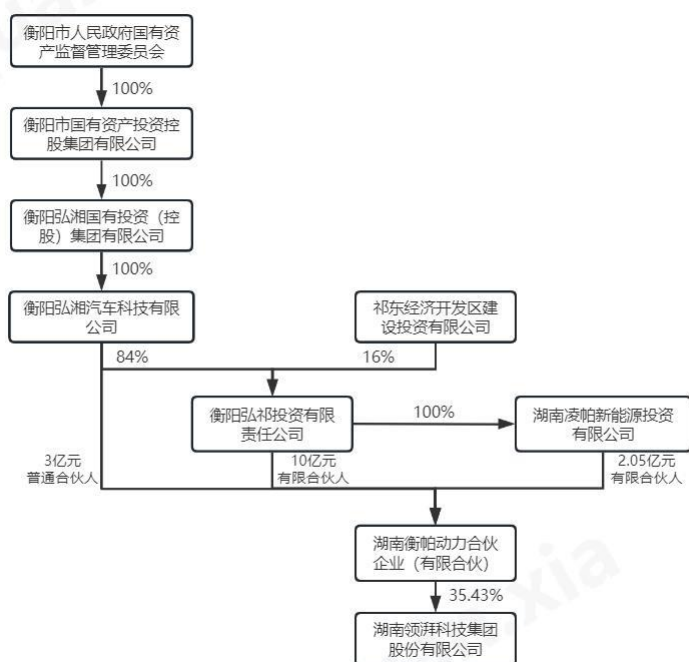 衡阳市人民政府国有资
产监督管理委员会
100%
衡阳市国有资产投资控
股集团有限公司
100%
衡阳弘湘国有投资（控
股）集团有限公司
100%
衡阳弘湘汽车科技有限
公司
祁东经济开发区建
设投资有限公司
84%
16%
衡阳弘祁投资有限
责任公司
100%
湖南凌帕新能源投资
有限公司
3亿元
普通合伙人
10亿元
有限合伙人
2.05亿元
有限合伙人
湖南衡帕动力合伙
企业（有限合伙）
35.43%
湖南领湃科技集团
股份有限公司